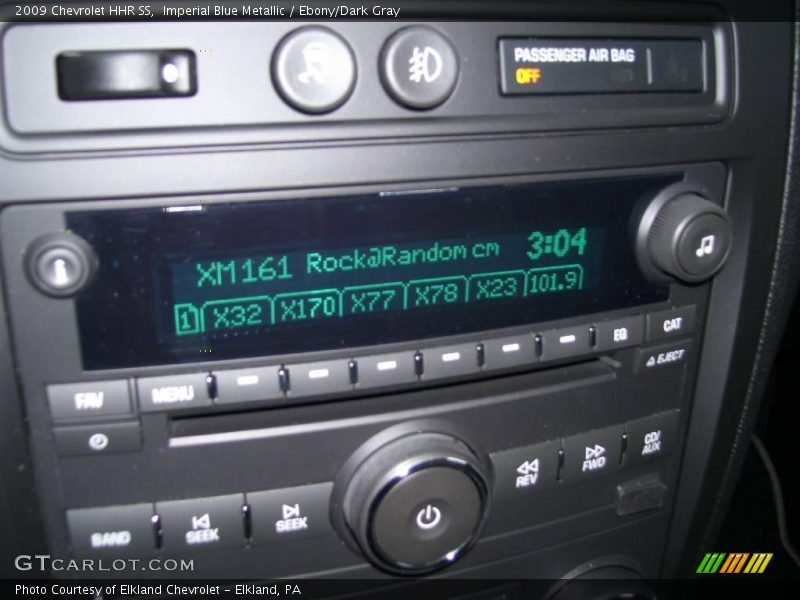 2009 Chevrolet HHR SS,  Imperial Blue Metallic / Ebony/Dark Gray
PASSENGER AIR BAG
OFF
XM161 Rock@Random cm 3:04
1 X32 X170 X77 X78 X23 101.9
FAV MENU EQ CAT
EJECT
BAND SEEK SEEK REV FWD CD/AUX
GTCARLOT.COM
Photo Courtesy of Elkland Chevrolet - Elkland, PA